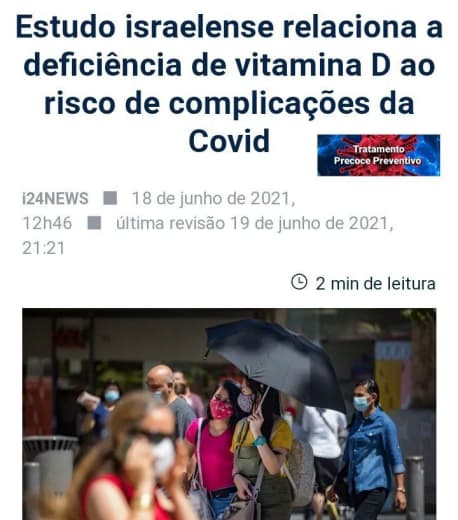 Estudo israelense relaciona a
deficiência de vitamina D ao
risco de complicações da
Covid
Tratamento
Precoce Preventivo
i24NEWS ■ 18 de junho de 2021,
12h46 ■ última revisão 19 de junho de 2021,
21:21
2 min de leitura